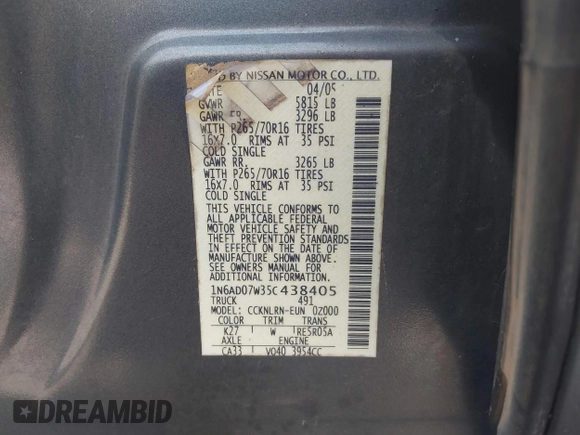 BY NISSAN MOTOR CO., LTD.
04/05
GVWR 5815 LB
GAWR FR 3296 LB
WITH P265/70R16 TIRES
16X7.0 RIMS AT 35 PSI
COLD SINGLE
GAWR RR. 3265 LB
WITH P265/70R16 TIRES
16X7.0 RIMS AT 35 PSI
COLD SINGLE
THIS VEHICLE CONFORMS TO
ALL APPLICABLE FEDERAL
MOTOR VEHICLE SAFETY AND
THEFT PREVENTION STANDARDS
IN EFFECT ON THE DATE OF
MANUFACTURE SHOWN ABOVE.
SEE OWNERS MANUAL FOR
ADDITIONAL INFORMATION.
1N6AD07W35C438405
TRUCK 491
MODEL: CCKNLRN-EUN 02000
COLOR TRIM TRANS
K27 W RE5R05A
AXLE ENGINE
CA33 VQ40 3954CC
DREAMBID
DREAMBID.COM